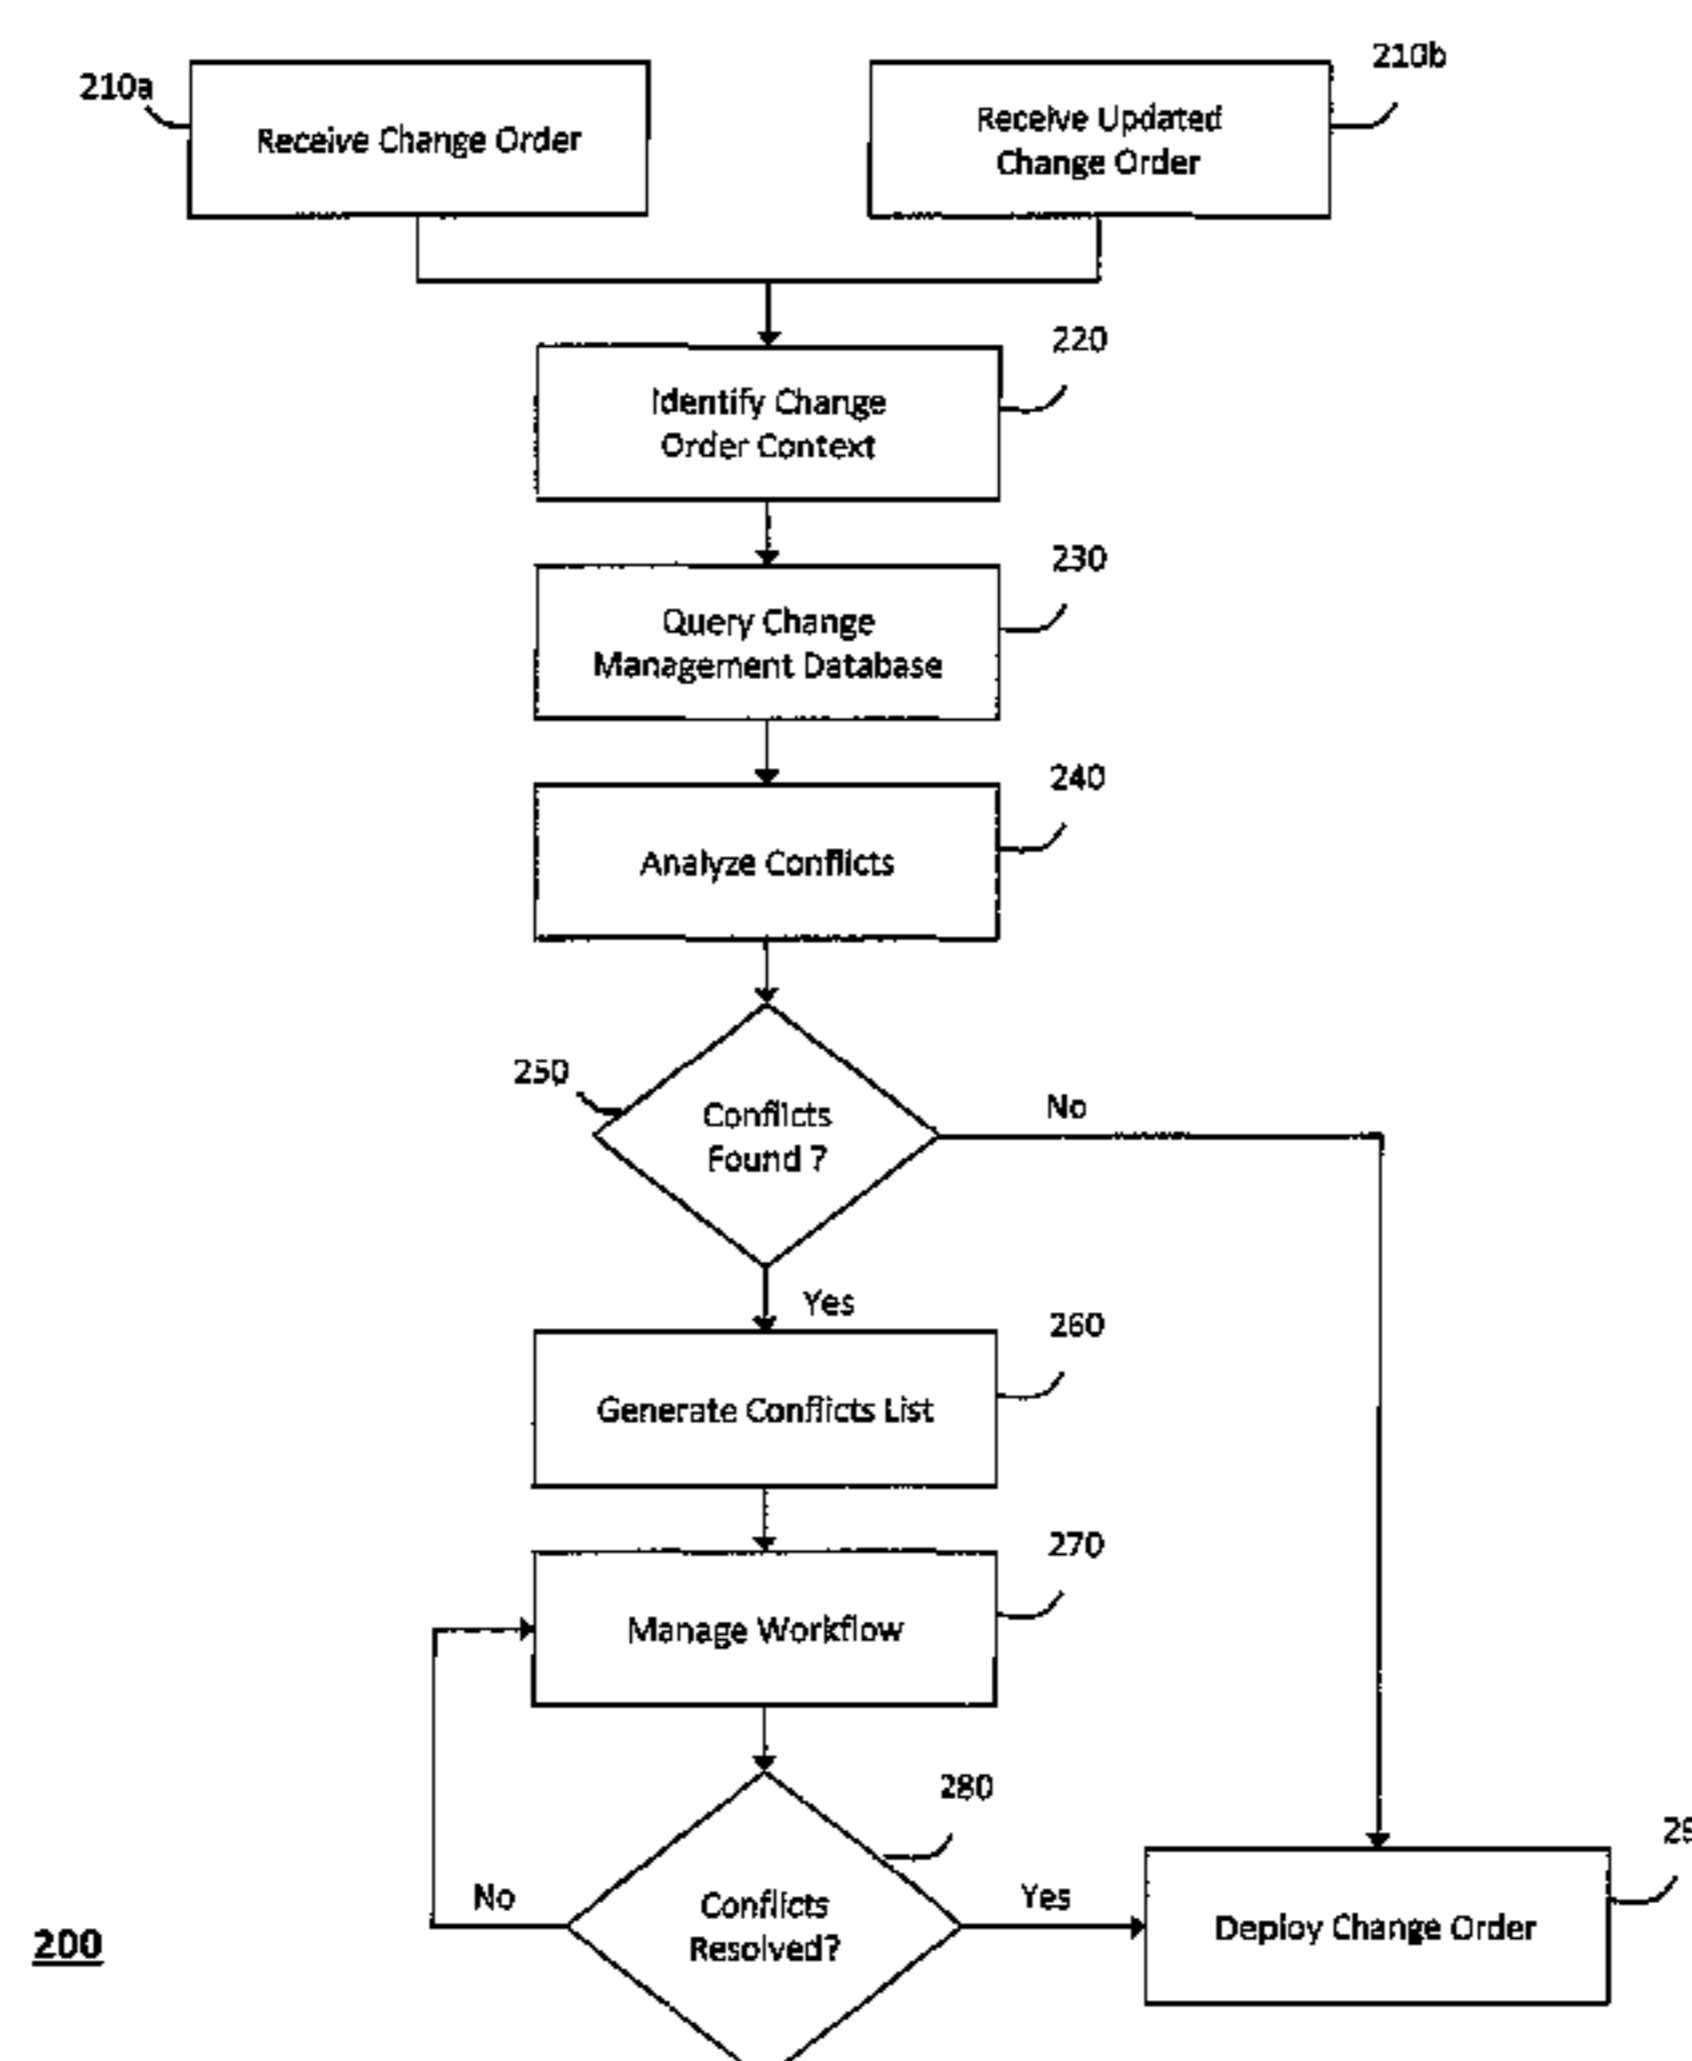 210a
Receive Change Order
210b
Receive Updated
Change Order
220
Identify Change
Order Context
230
Query Change
Management Database
240
Analyze Conflicts
250
Conflicts
Found ?
No
Yes
260
Generate Conflicts List
270
Manage Workflow
280
Conflicts
Resolved?
No
Yes
Deploy Change Order
200